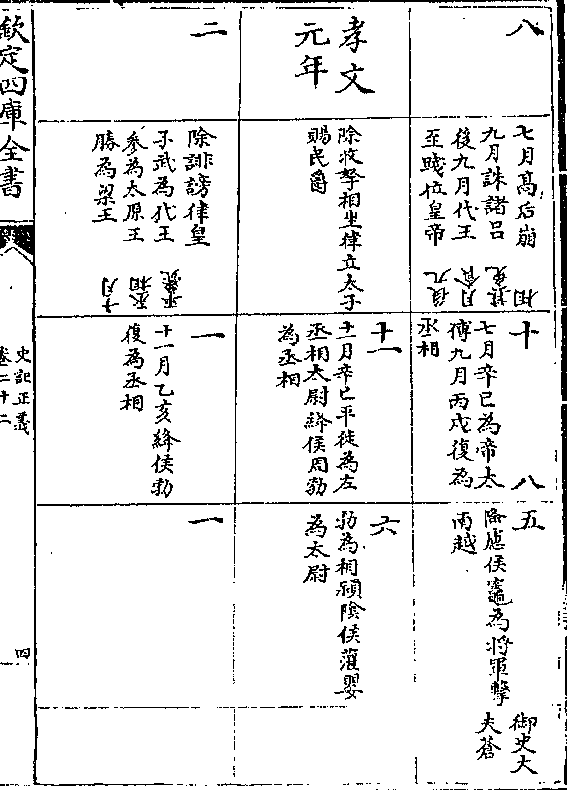 八
七月髙后崩
九月誅諸呂
後九月代王
至踐位皇帝
後九
月食
其免
相
十
七月辛巳為帝太
傅九月丙戌復為
丞相
八
五
隆慮侯竈為將軍擊
南越
御史大
夫蒼
孝文
元年
除收孥相坐律立太子
賜民爵
十一
十一月辛巳平徙為左
丞相太尉絳侯周勃
為丞相
六
勃為相潁隂侯灌嬰
為太尉
二
除誹謗律皇
子武為代王
參為太原王
勝為梁王
十月
丞相
平薨
一
十一月乙亥絳侯勃
復為丞相
一
欽定四庫全書
史記正義
卷二十二
四